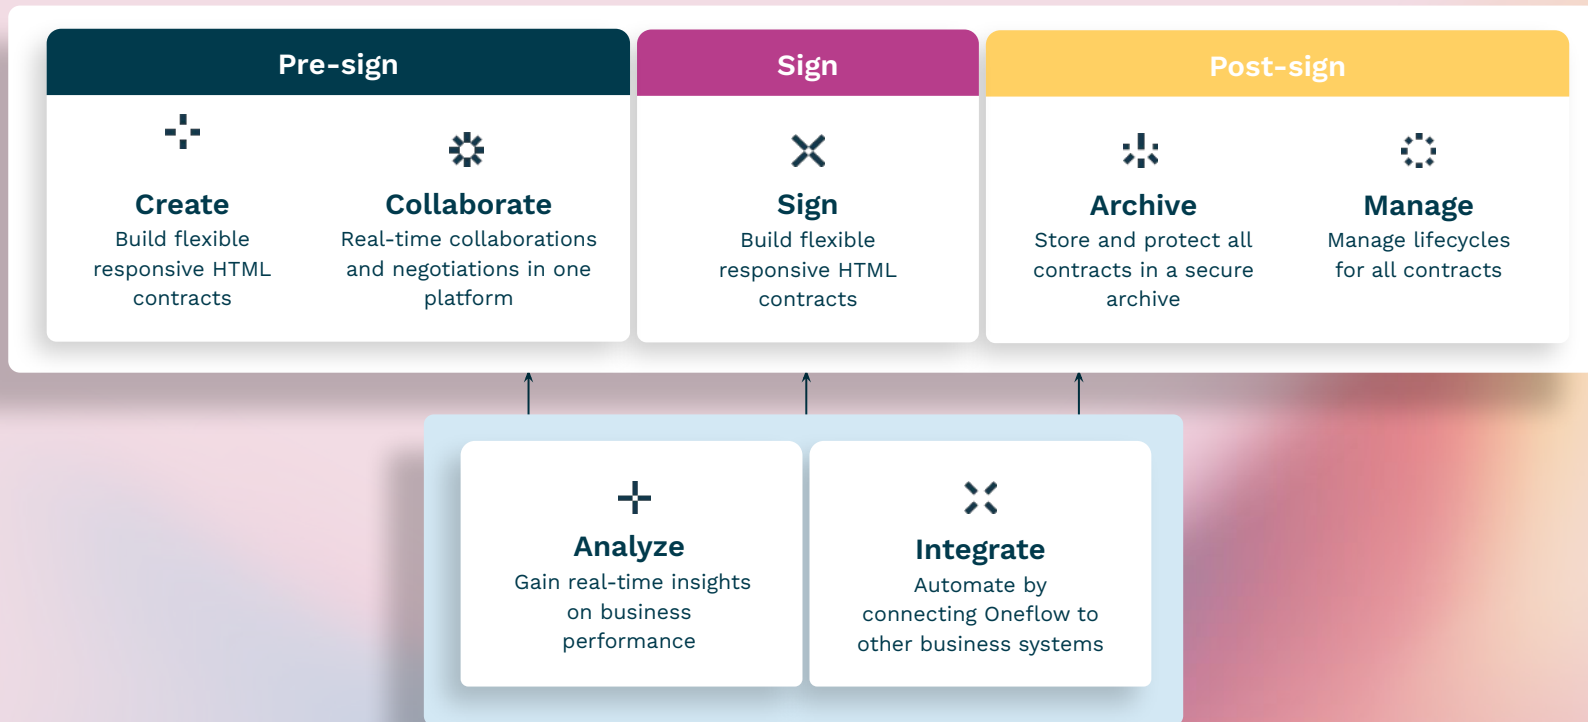 Pre-sign
Create
Build flexible
responsive HTML
contracts
Collaborate
Real-time collaborations
and negotiations in one
platform
Sign
Sign
Build flexible
responsive HTML
contracts
Post-sign
Archive
Store and protect all
contracts in a secure
archive
Manage
Manage lifecycles
for all contracts
Analyze
Gain real-time insights
on business
performance
Integrate
Automate by
connecting Oneflow to
other business systems